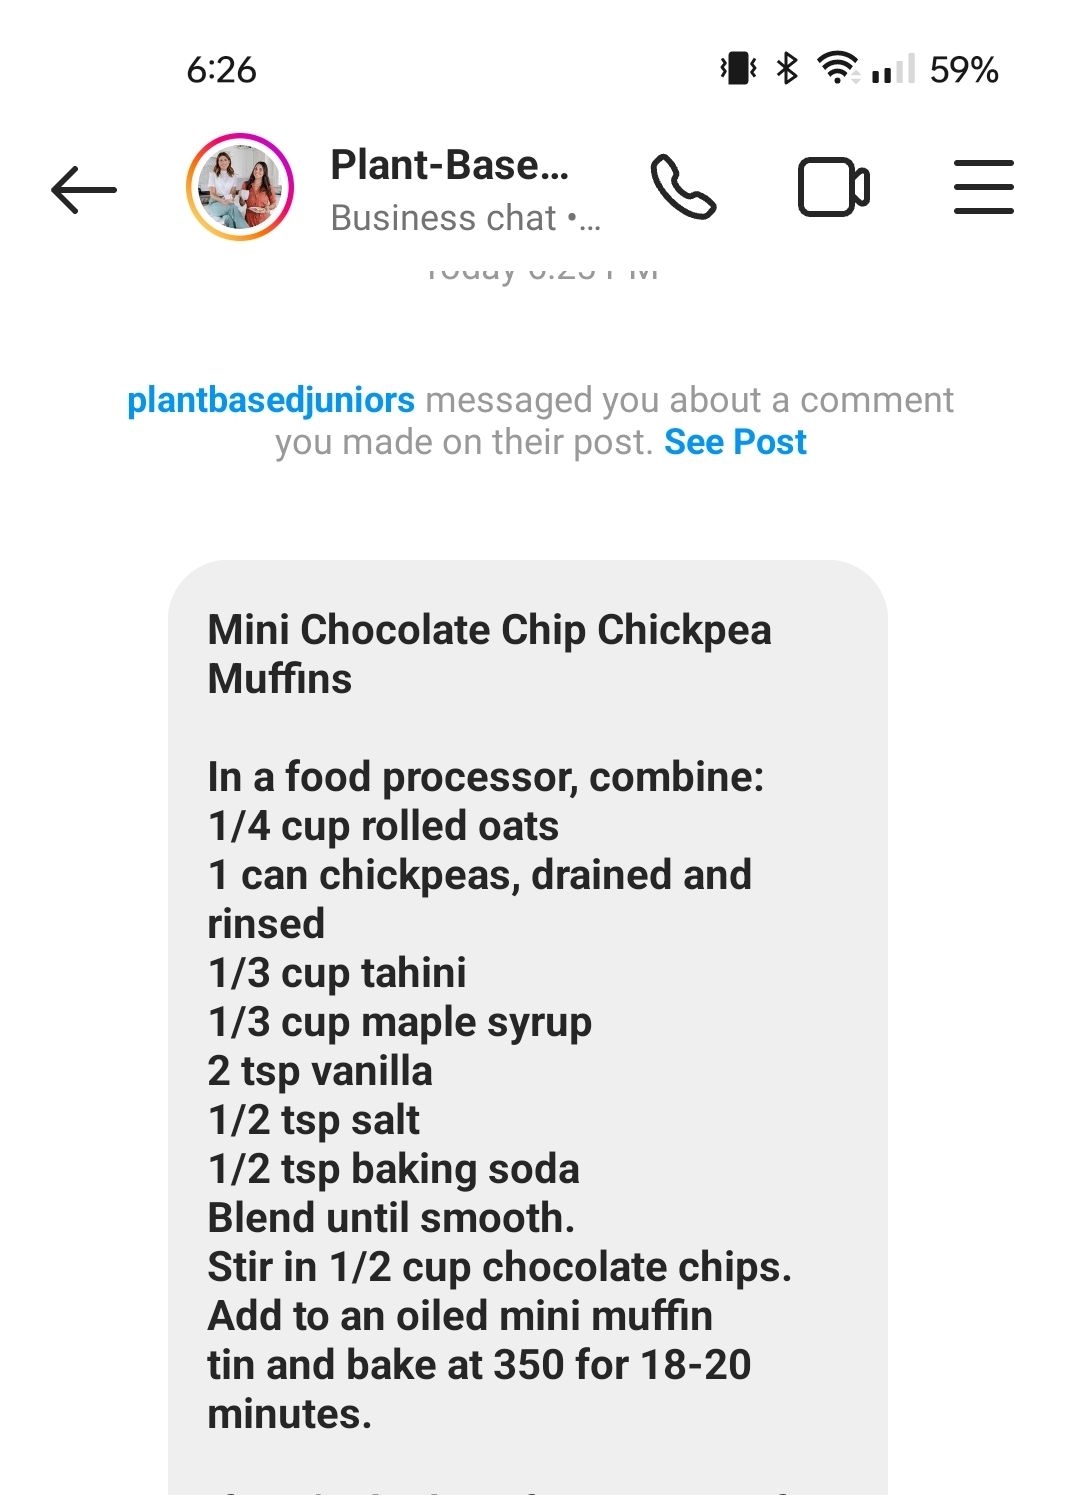 6:26
59%
Plant-Base...
Business chat •...
Today 6:25 PM
plantbasedjuniors messaged you about a comment
you made on their post. See Post
Mini Chocolate Chip Chickpea
Muffins
In a food processor, combine:
1/4 cup rolled oats
1 can chickpeas, drained and
rinsed
1/3 cup tahini
1/3 cup maple syrup
2 tsp vanilla
1/2 tsp salt
1/2 tsp baking soda
Blend until smooth.
Stir in 1/2 cup chocolate chips.
Add to an oiled mini muffin
tin and bake at 350 for 18-20
minutes.